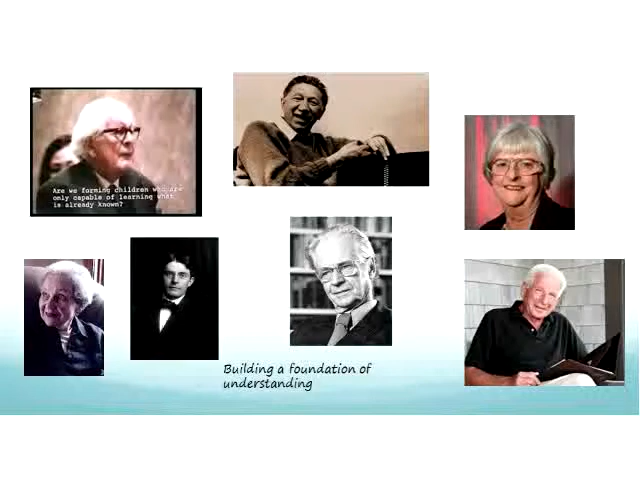 Are we forming children who are
only capable of learning what
is already known?
Building a foundation of
understanding